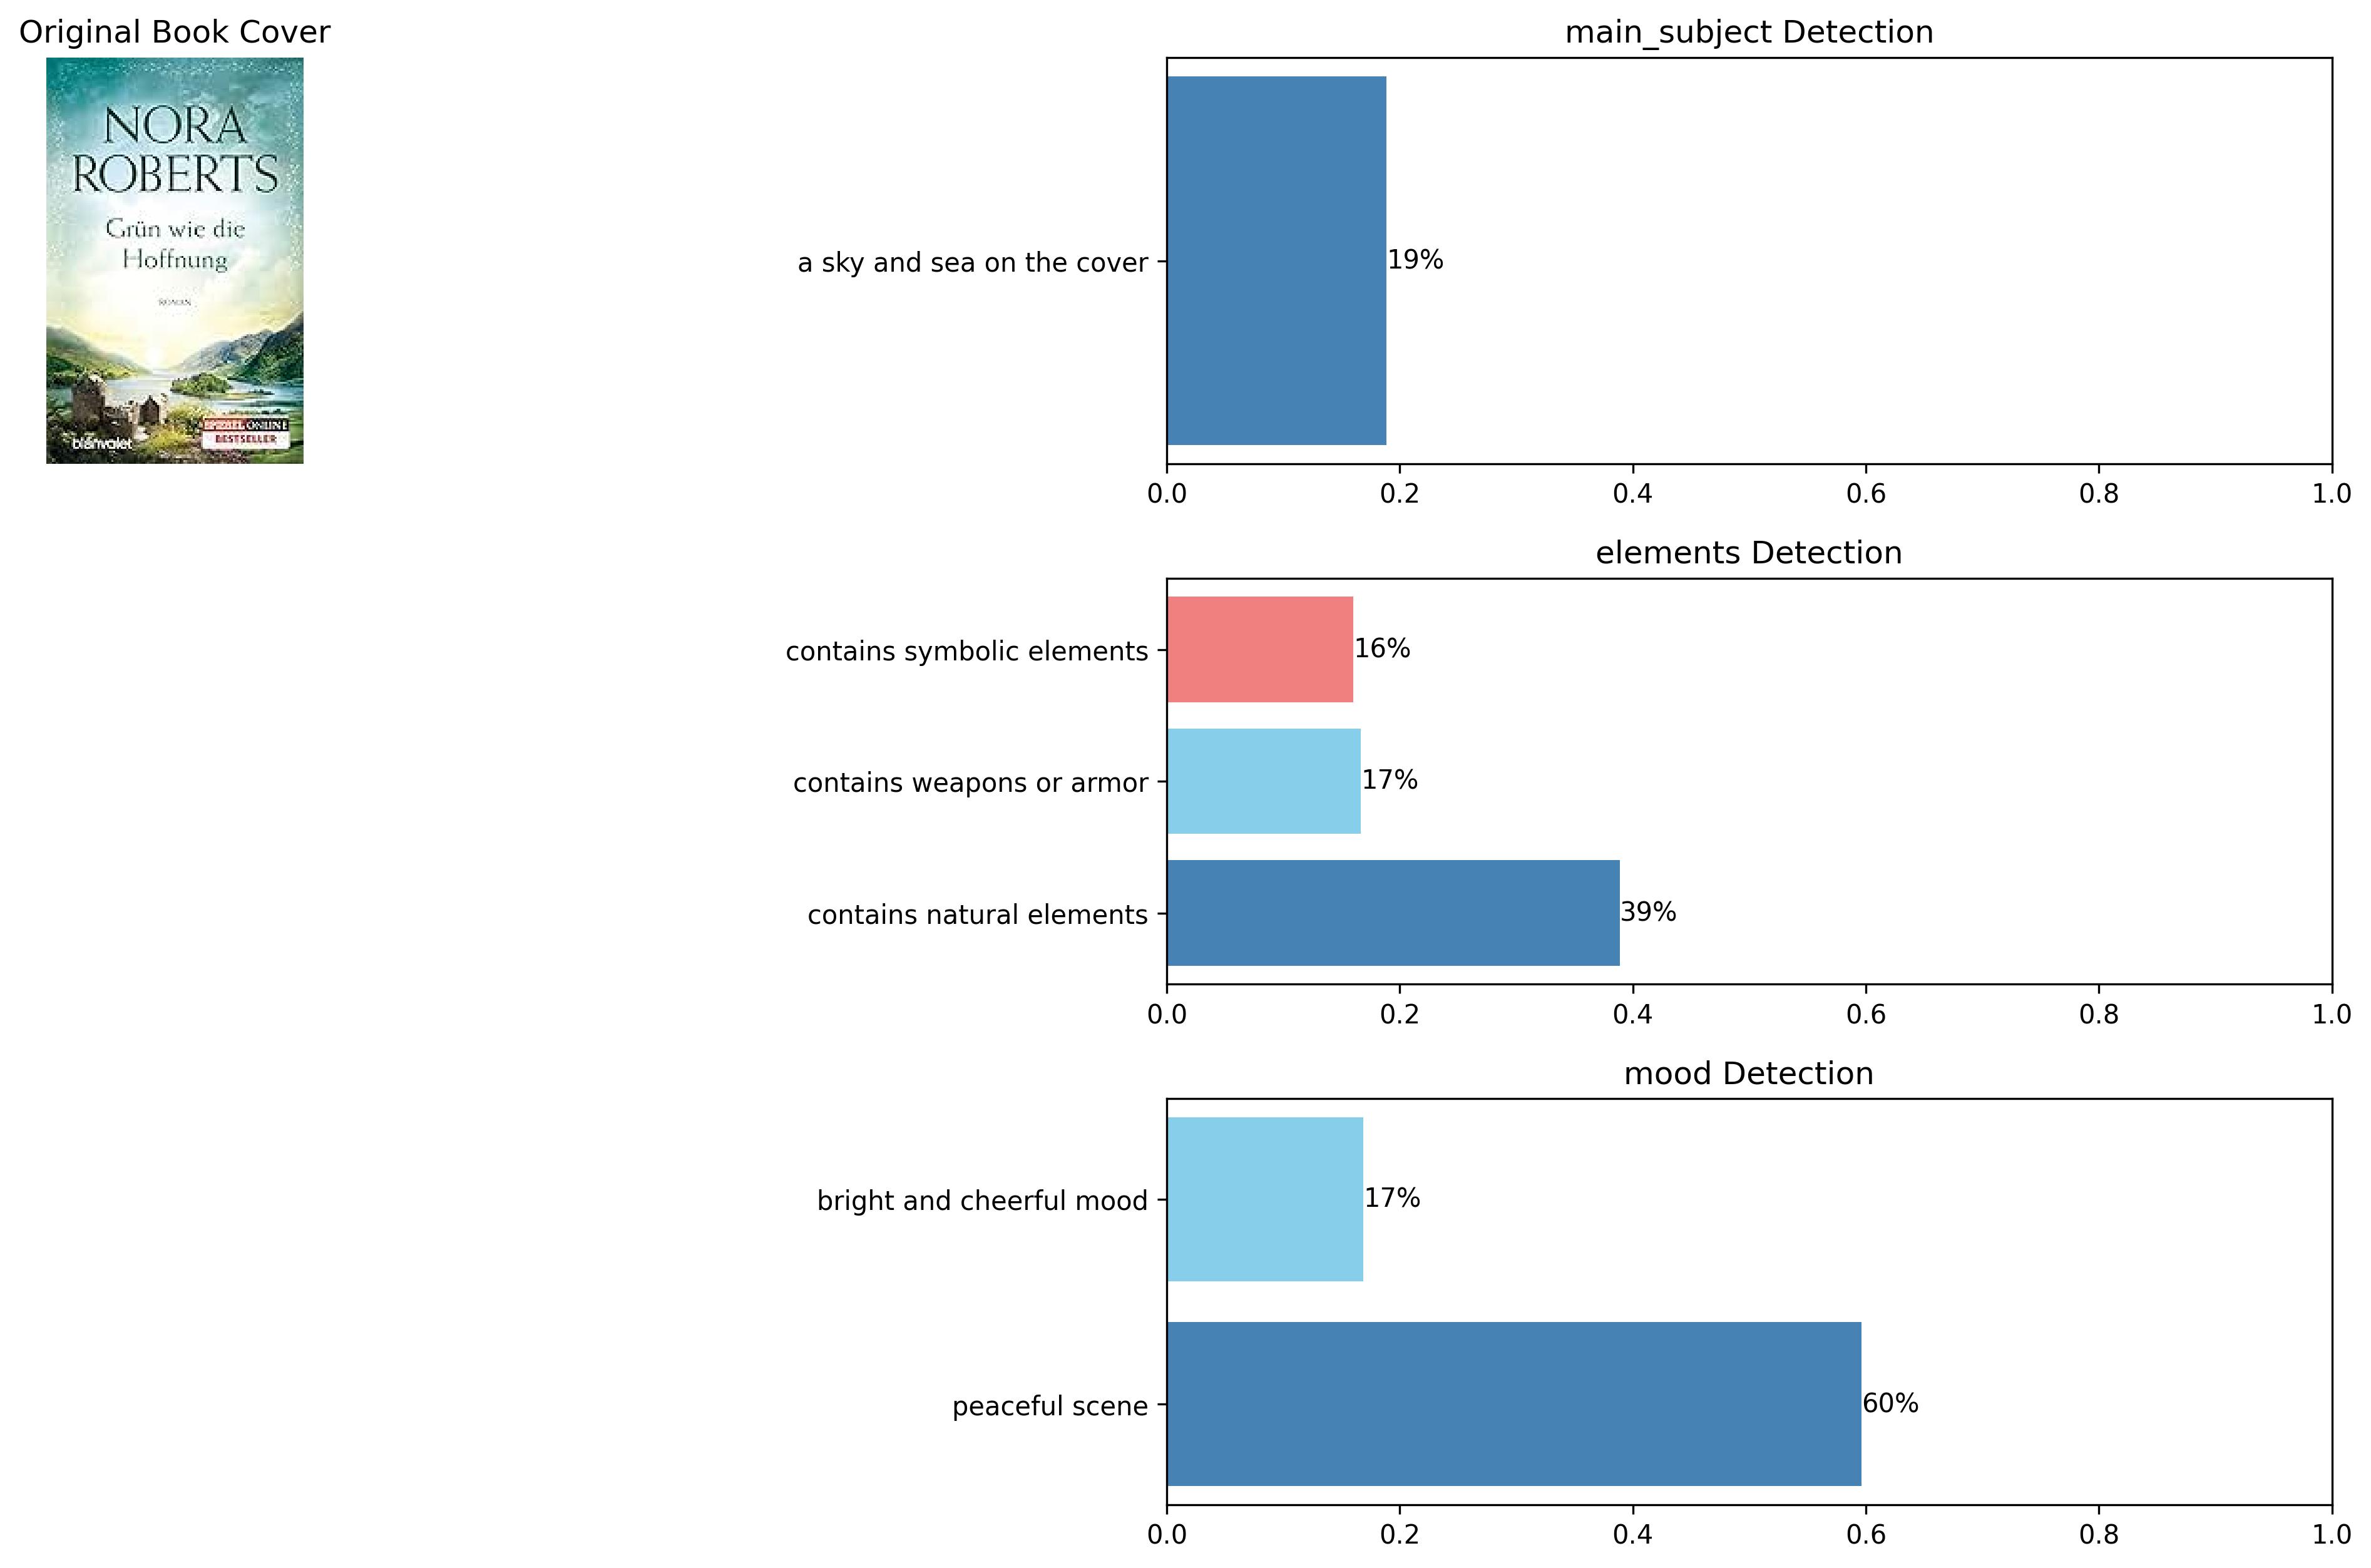 Original Book Cover
NORA
ROBERTS
Grün wie die
Hoffnung
ROMAN
blanvalet
SPIEGEL ONLINE
BESTSELLER
main_subject Detection
a sky and sea on the cover
19%
0.0 0.2 0.4 0.6 0.8 1.0
elements Detection
contains symbolic elements
16%
contains weapons or armor
17%
contains natural elements
39%
0.0 0.2 0.4 0.6 0.8 1.0
mood Detection
bright and cheerful mood
17%
peaceful scene
60%
0.0 0.2 0.4 0.6 0.8 1.0